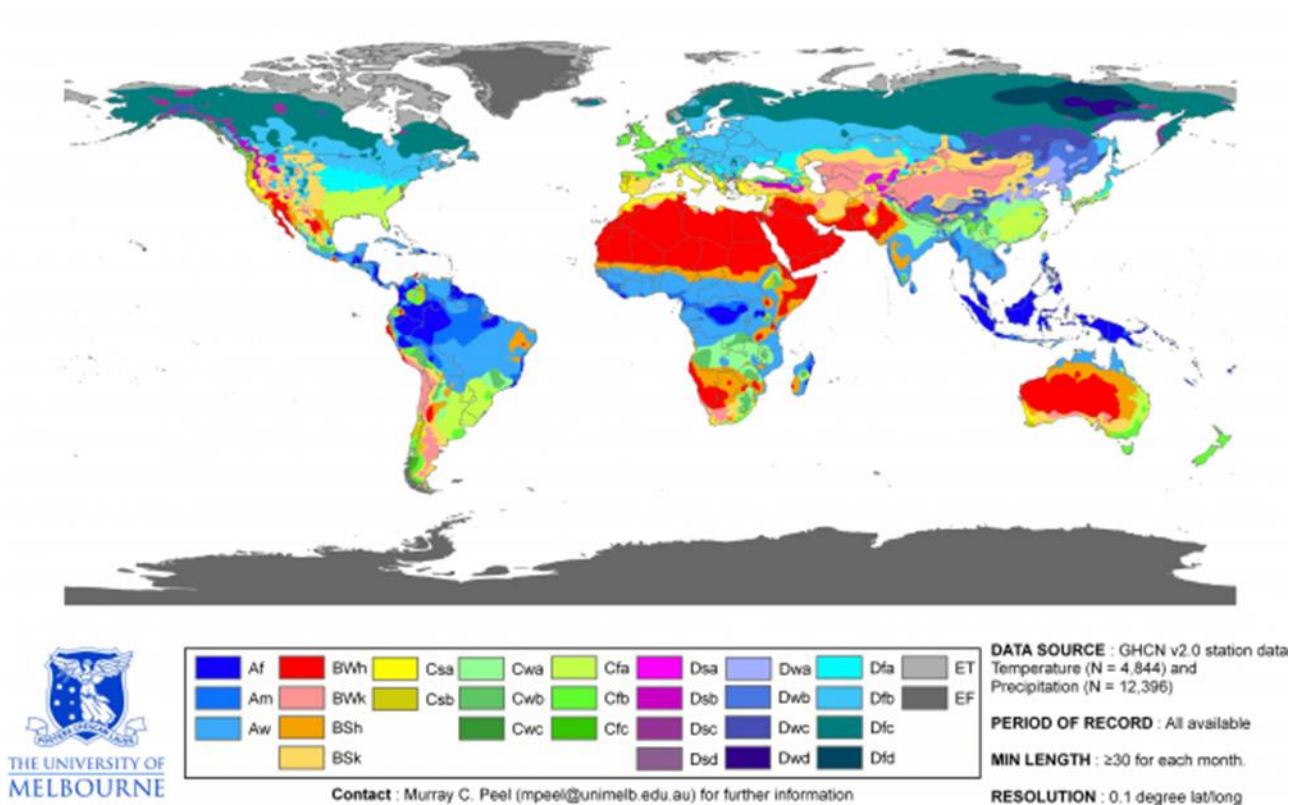 Af
BWh
Csa
Cwa
Cfa
Dsa
Dwa
Dfa
ET
Am
BWk
Csb
Cwb
Cfb
Dsb
Dwb
Dfb
EF
Aw
BSh
Cwc
Cfc
Dsc
Dwc
Dfc
BSk
Dsd
Dwd
Dfd
DATA SOURCE : GHCN v2.0 station data
Temperature (N = 4,844) and
Precipitation (N = 12,396)
PERIOD OF RECORD : All available
MIN LENGTH : ≥30 for each month.
RESOLUTION : 0.1 degree lat/long
THE UNIVERSITY OF
MELBOURNE
Contact : Murray C. Peel (mpeel@unimelb.edu.au) for further information